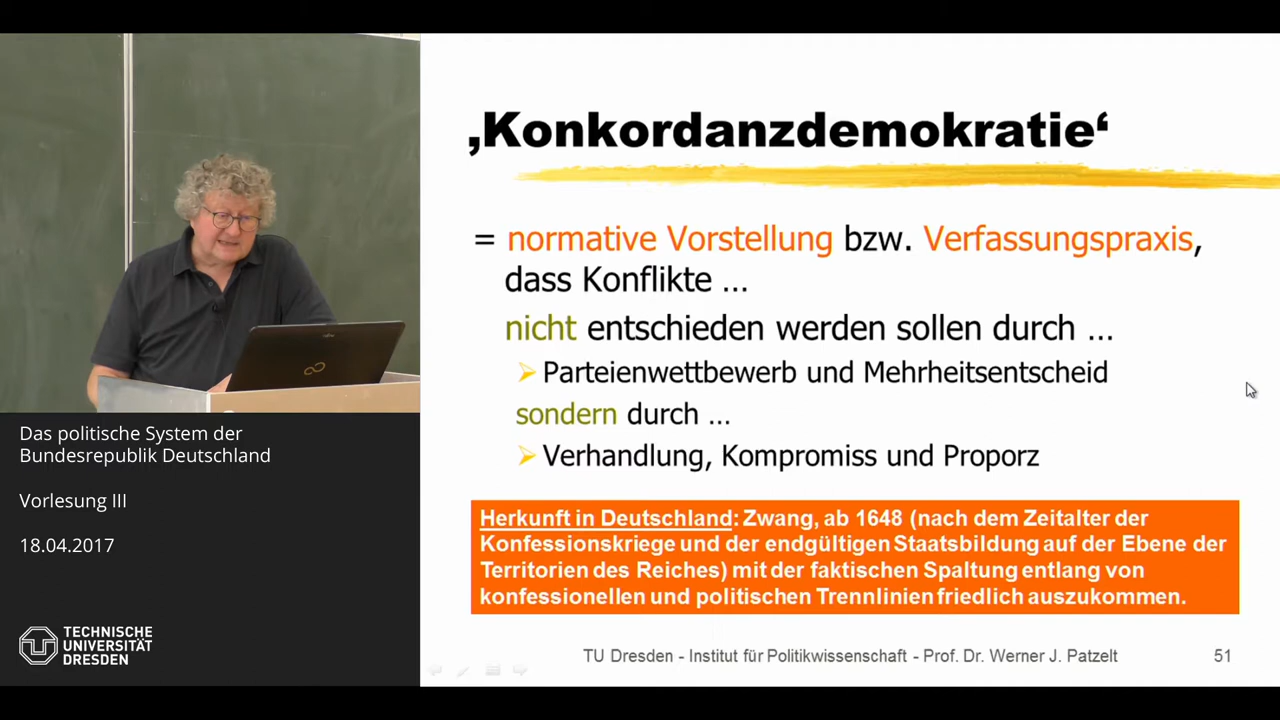 ‚Konkordanzdemokratie‘
= normative Vorstellung bzw. Verfassungspraxis,
dass Konflikte …
nicht entschieden werden sollen durch …
Parteienwettbewerb und Mehrheitsentscheid
sondern durch …
Verhandlung, Kompromiss und Proporz
Herkunft in Deutschland: Zwang, ab 1648 (nach dem Zeitalter der
Konfessionskriege und der endgültigen Staatsbildung auf der Ebene der
Territorien des Reiches) mit der faktischen Spaltung entlang von
konfessionellen und politischen Trennlinien friedlich auszukommen.
TU Dresden - Institut für Politikwissenschaft - Prof. Dr. Werner J. Patzelt 51
Das politische System der
Bundesrepublik Deutschland
Vorlesung III
18.04.2017
TECHNISCHE
UNIVERSITÄT
DRESDEN